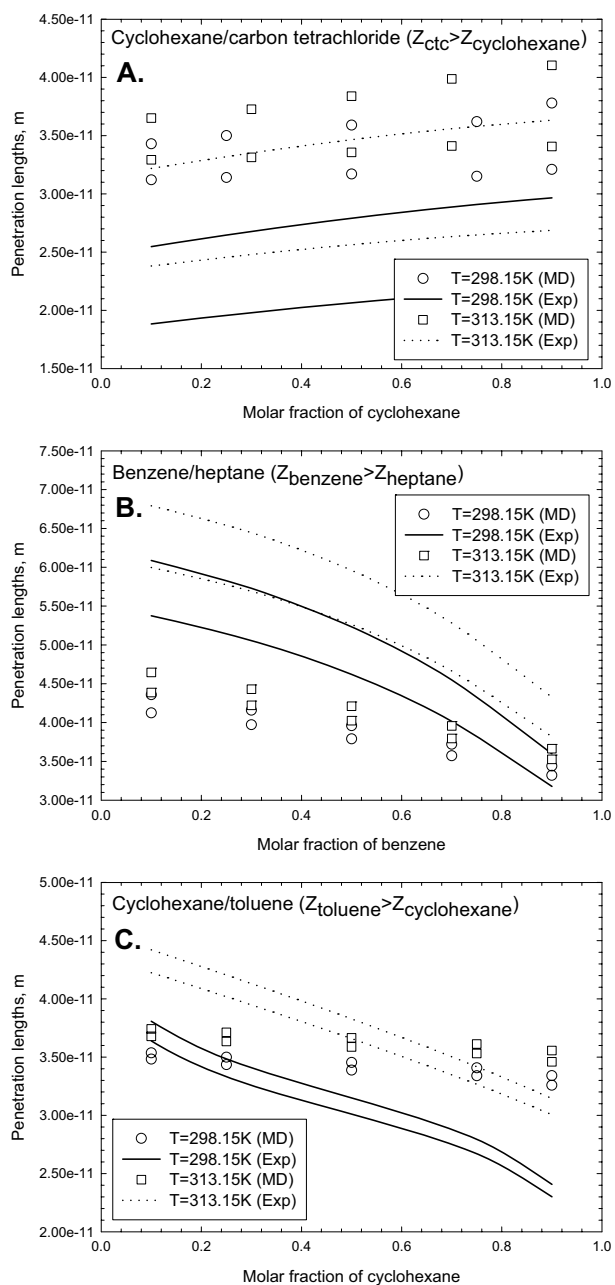 Cyclohexane/carbon tetrachloride (Zctc>Zcyclohexane)
A.
4.50e-11
4.00e-11
3.50e-11
3.00e-11
2.50e-11
2.00e-11
1.50e-11
Penetration lengths, m
T=298.15K (MD)
T=298.15K (Exp)
T=313.15K (MD)
T=313.15K (Exp)
0.0 0.2 0.4 0.6 0.8 1.0
Molar fraction of cyclohexane
Benzene/heptane (Zbenzene>Zheptane)
B.
7.50e-11
7.00e-11
6.50e-11
6.00e-11
5.50e-11
5.00e-11
4.50e-11
4.00e-11
3.50e-11
3.00e-11
Penetration lengths, m
T=298.15K (MD)
T=298.15K (Exp)
T=313.15K (MD)
T=313.15K (Exp)
0.0 0.2 0.4 0.6 0.8 1.0
Molar fraction of benzene
Cyclohexane/toluene (Ztoluene>Zcyclohexane)
C.
5.00e-11
4.50e-11
4.00e-11
3.50e-11
3.00e-11
2.50e-11
2.00e-11
Penetration lengths, m
T=298.15K (MD)
T=298.15K (Exp)
T=313.15K (MD)
T=313.15K (Exp)
0.0 0.2 0.4 0.6 0.8 1.0
Molar fraction of cyclohexane